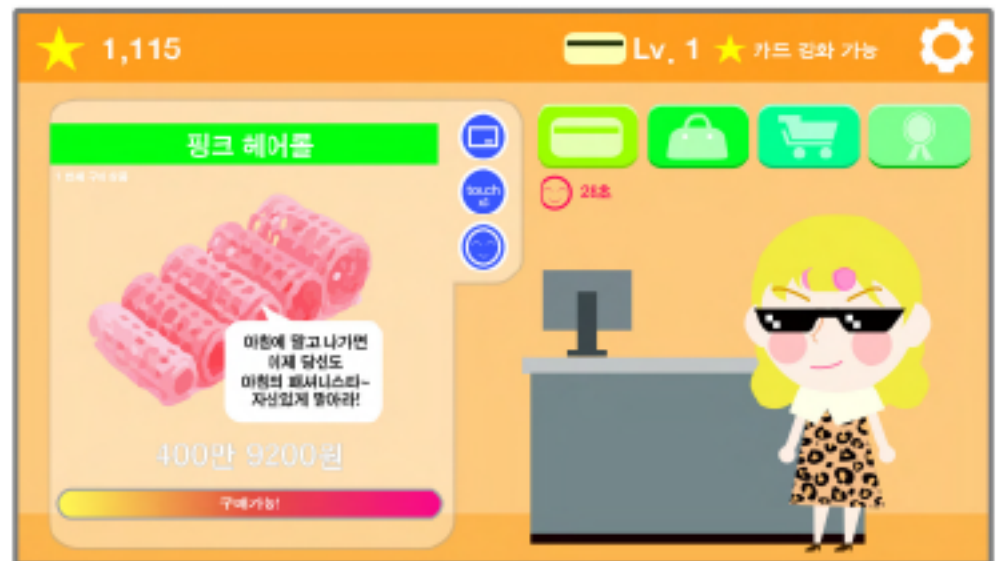 1,115
Lv. 1
카드 강화 가능
핑크 헤어롤
touch
28초
아침에 말고 나가면
이제 당신도
아침의 패셔니스타~
자신있게 말아라!
400만 9200원
구매가능!